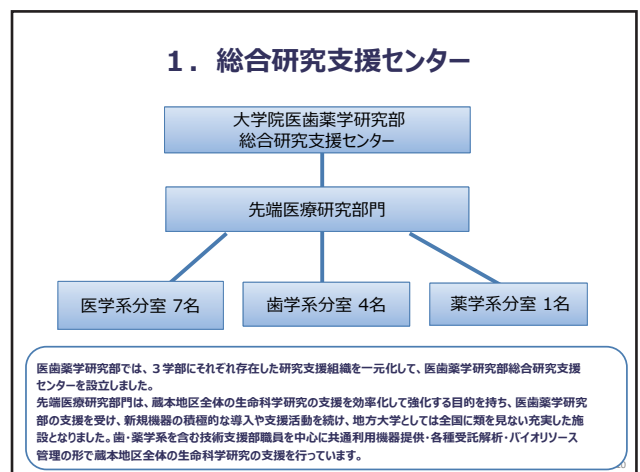 1．総合研究支援センター
大学院医歯薬学研究部
総合研究支援センター
先端医療研究部門
医学系分室 7名
歯学系分室 4名
薬学系分室 1名
医歯薬学研究部では、3学部にそれぞれ存在した研究支援組織を一元化して、医歯薬学研究部総合研究支援
センターを設立しました。
先端医療研究部門は、蔵本地区全体の生命科学研究の支援を効率化して強化する目的を持ち、医歯薬学研究
部の支援を受け、新規機器の積極的な導入や支援活動を続け、地方大学としては全国に類を見ない充実した施
設となりました。歯・薬学系を含む技術支援部職員を中心に共通利用機器提供・各種受託解析・バイオリソース
管理の形で蔵本地区全体の生命科学研究の支援を行っています。